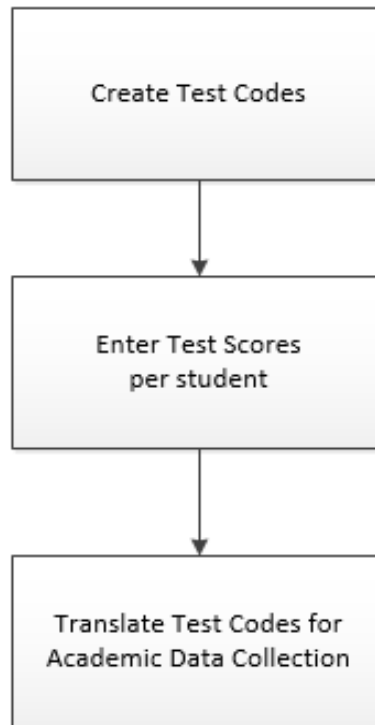 Create Test Codes
Enter Test Scores
per student
Translate Test Codes for
Academic Data Collection